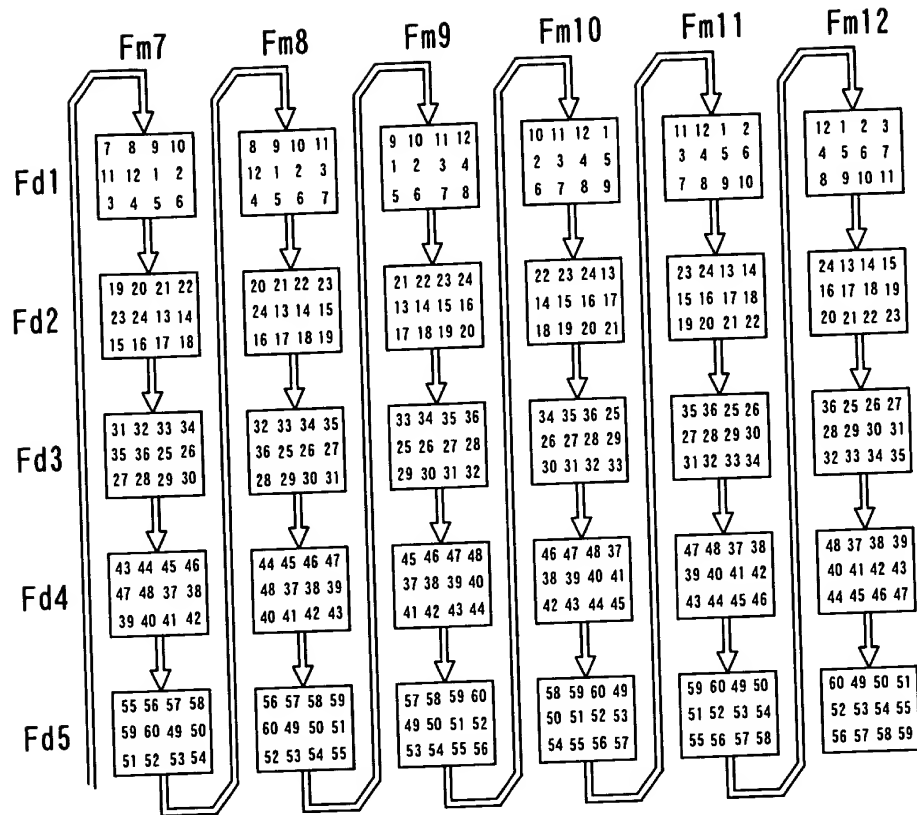 Fm7 Fm8 Fm9 Fm10 Fm11 Fm12
Fd1
7 8 9 10 8 9 10 11 9 10 11 12 10 11 12 1 11 12 1 2 12 1 2 3
11 12 1 2 12 1 2 3 1 2 3 4 2 3 4 5 3 4 5 6 4 5 6 7
3 4 5 6 4 5 6 7 5 6 7 8 6 7 8 9 7 8 9 10 8 9 10 11
Fd2
19 20 21 22 20 21 22 23 21 22 23 24 22 23 24 13 23 24 13 14 24 13 14 15
23 24 13 14 24 13 14 15 13 14 15 16 14 15 16 17 15 16 17 18 16 17 18 19
15 16 17 18 16 17 18 19 17 18 19 20 18 19 20 21 19 20 21 22 20 21 22 23
Fd3
31 32 33 34 32 33 34 35 33 34 35 36 34 35 36 25 35 36 25 26 36 25 26 27
35 36 25 26 36 25 26 27 25 26 27 28 26 27 28 29 27 28 29 30 28 29 30 31
27 28 29 30 28 29 30 31 29 30 31 32 30 31 32 33 31 32 33 34 32 33 34 35
Fd4
43 44 45 46 44 45 46 47 45 46 47 48 46 47 48 37 47 48 37 38 48 37 38 39
47 48 37 38 48 37 38 39 37 38 39 40 38 39 40 41 39 40 41 42 40 41 42 43
39 40 41 42 40 41 42 43 41 42 43 44 42 43 44 45 43 44 45 46 44 45 46 47
Fd5
55 56 57 58 56 57 58 59 57 58 59 60 58 59 60 49 59 60 49 50 60 49 50 51
59 60 49 50 60 49 50 51 49 50 51 52 50 51 52 53 51 52 53 54 52 53 54 55
51 52 53 54 52 53 54 55 53 54 55 56 54 55 56 57 55 56 57 58 56 57 58 59